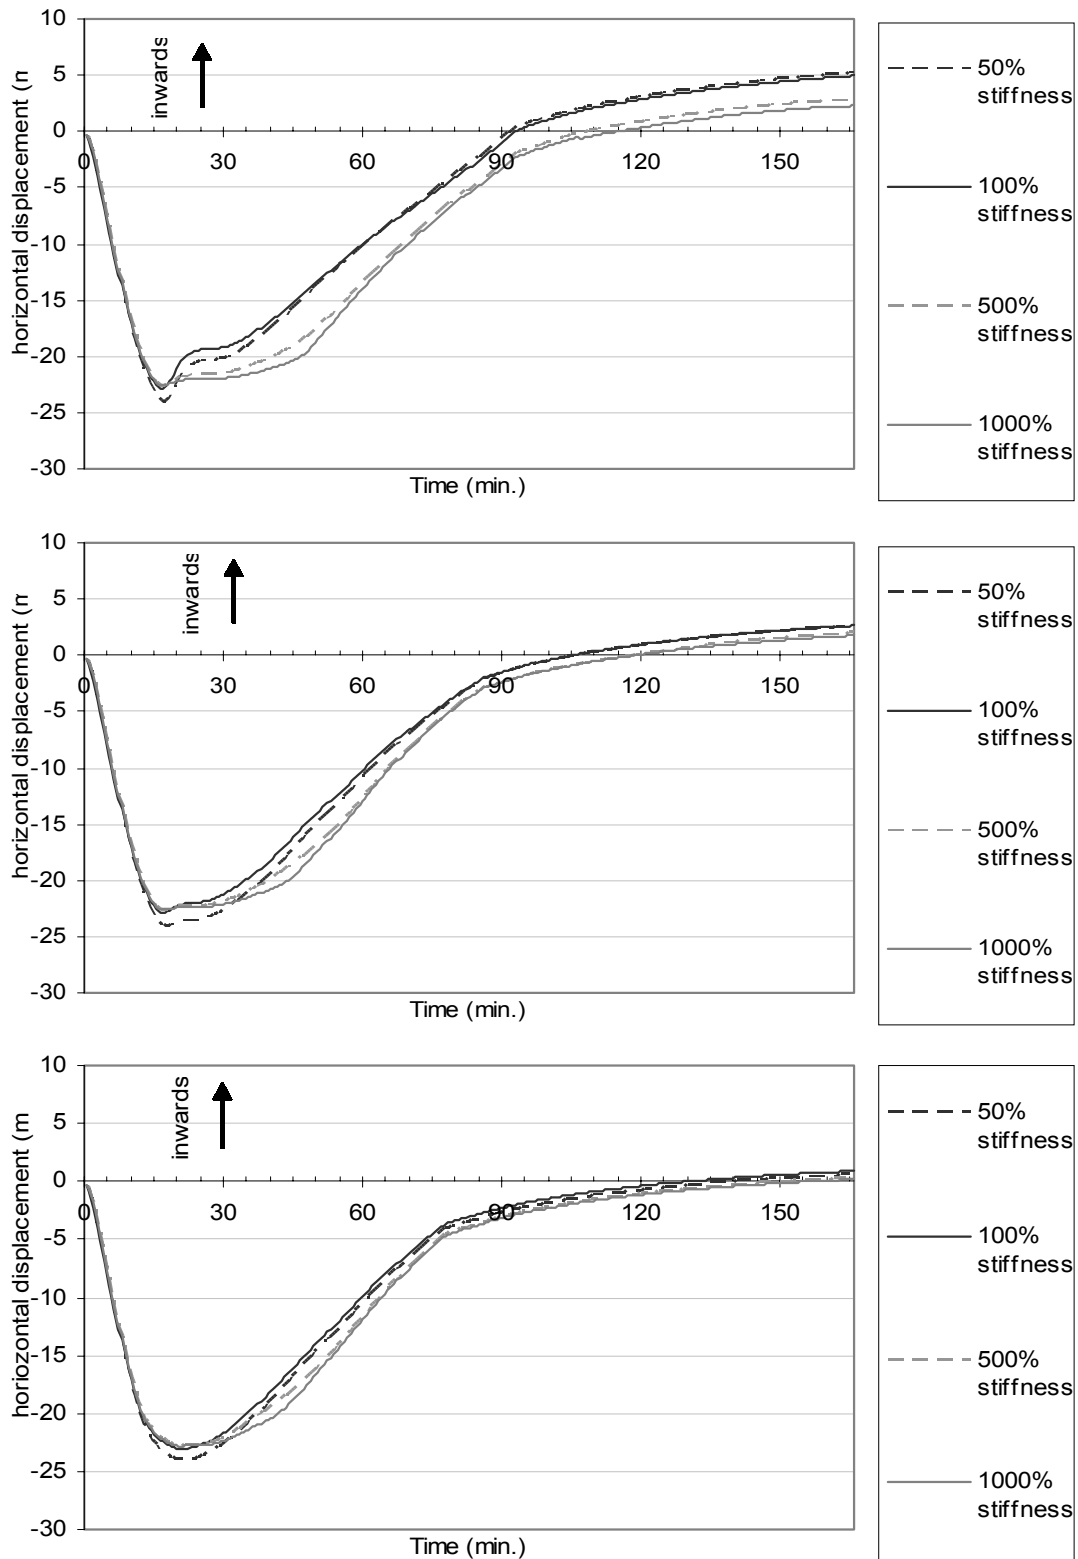 10
5
0
-5
-10
-15
-20
-25
-30
0
30
60
90
120
150
horizontal displacement (m
Time (min.)
inwards
50%
stiffness
100%
stiffness
500%
stiffness
1000%
stiffness
10
5
0
-5
-10
-15
-20
-25
-30
0
30
60
90
120
150
horizontal displacement (m
Time (min.)
inwards
50%
stiffness
100%
stiffness
500%
stiffness
1000%
stiffness
10
5
0
-5
-10
-15
-20
-25
-30
0
30
60
90
120
150
horiozontal displacement (m
Time (min.)
inwards
50%
stiffness
100%
stiffness
500%
stiffness
1000%
stiffness